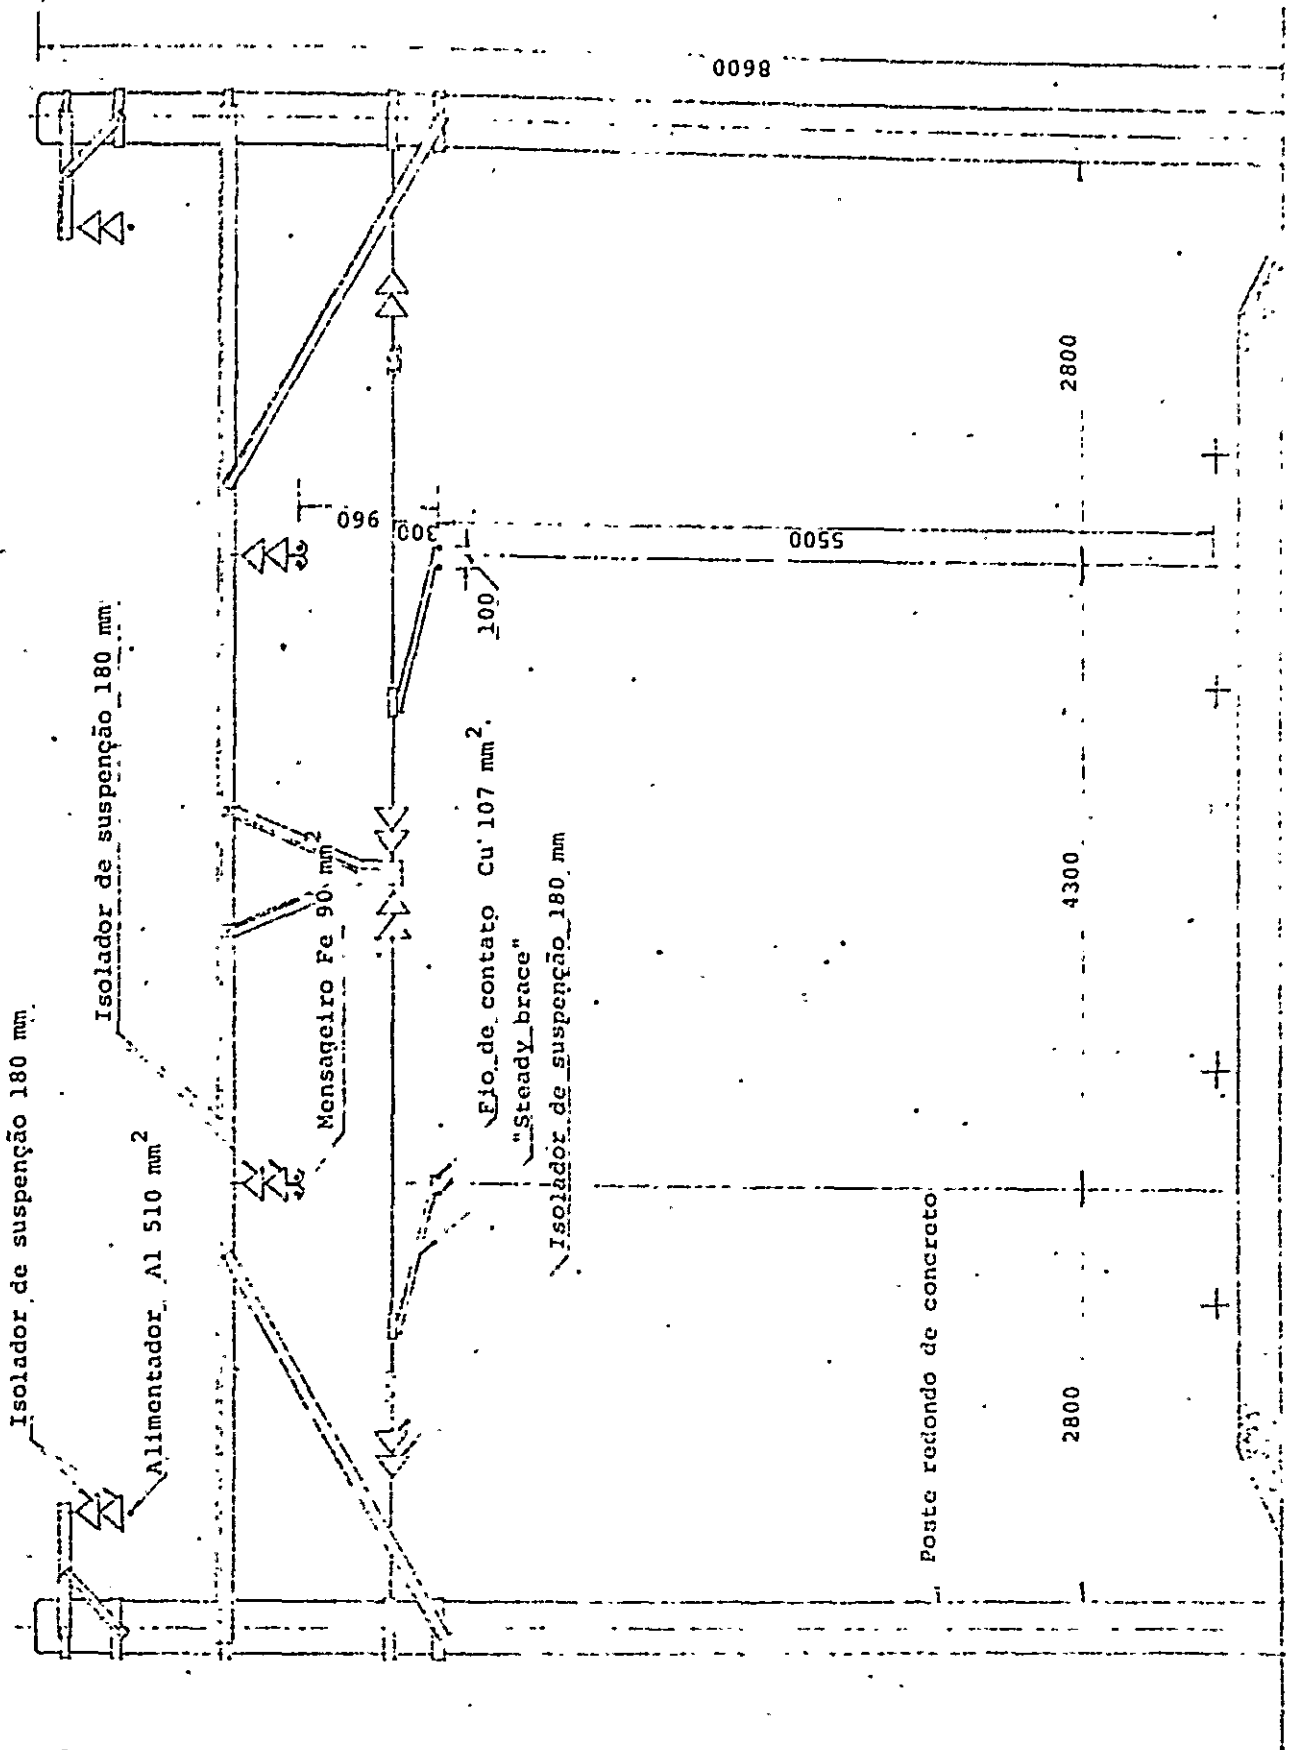 Isolador de suspenção 180 mm
Alimentador Al 510 mm²
Isolador de suspenção 180 mm
Mensageiro Fe 90 mm²
Fio de contato Cu 107 mm²
"Steady brace"
Isolador de suspenção 180 mm
Poste redondo de concreto
2800
4300
2800
100
300
960
5500
8600